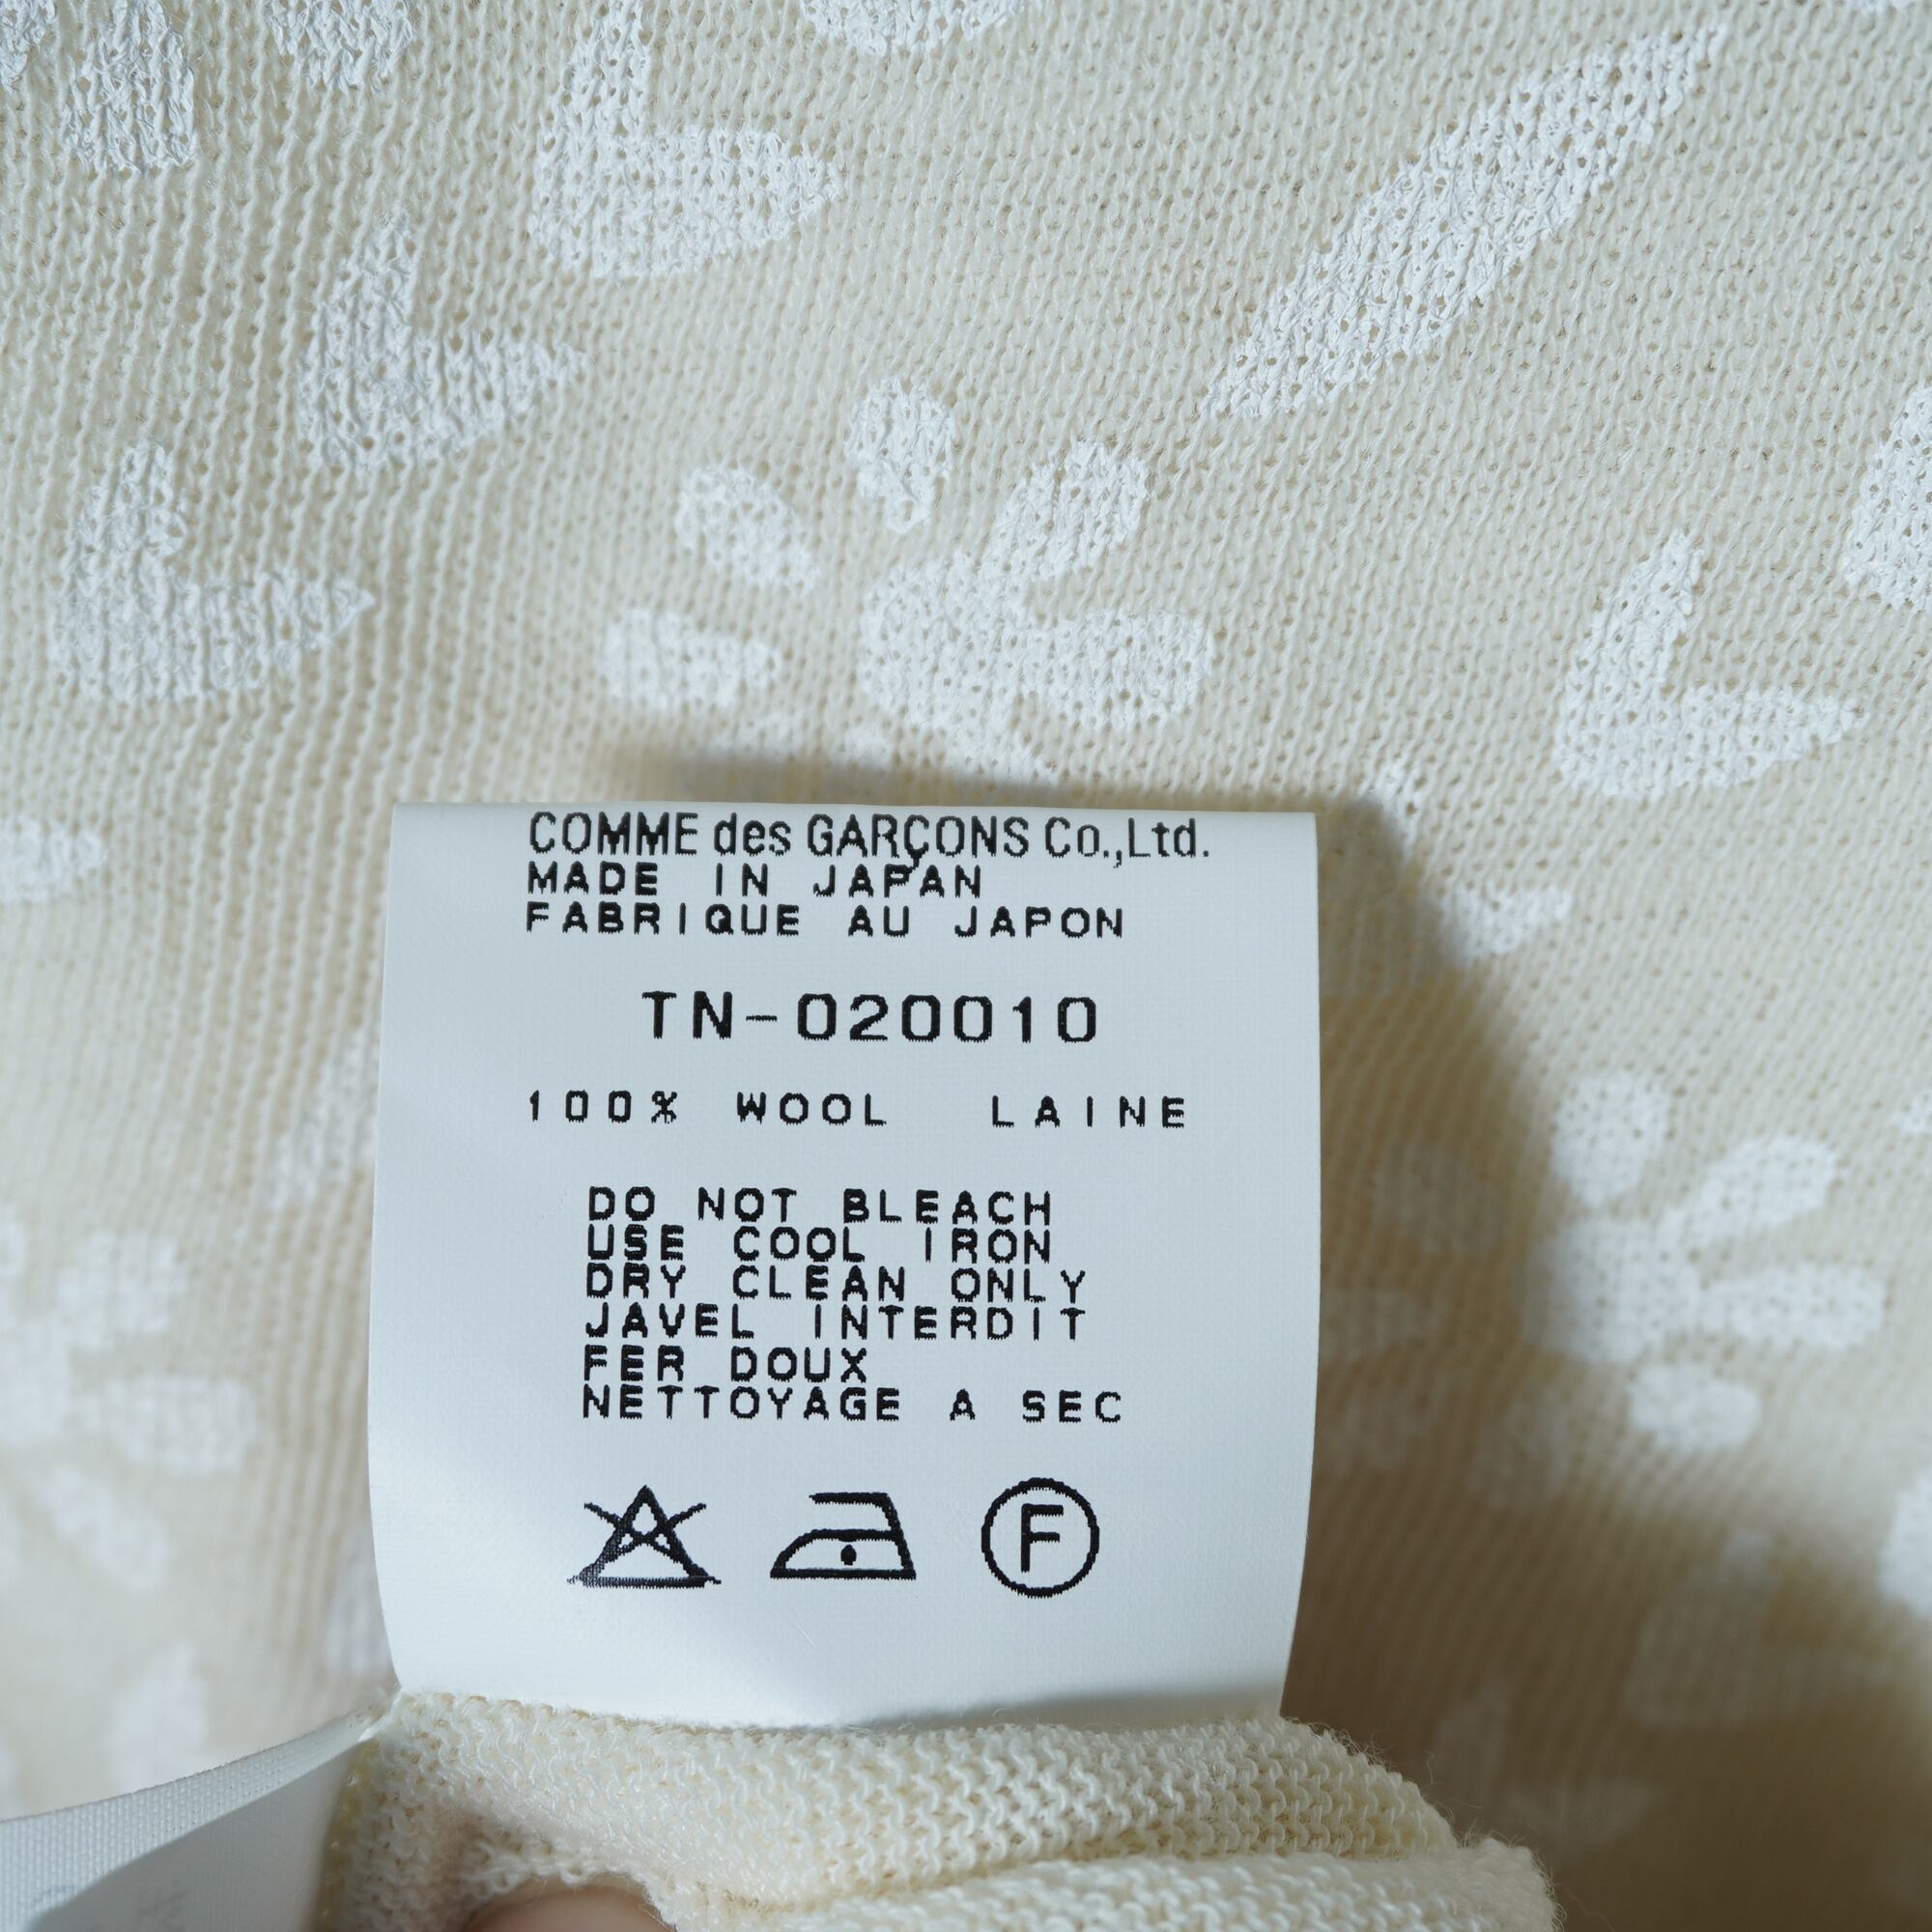 COMME des GARÇONS Co.,Ltd.
MADE IN JAPAN
FABRIQUE AU JAPON
TN-020010
100% WOOL LAINE
DO NOT BLEACH
USE COOL IRON
DRY CLEAN ONLY
JAVEL INTERDIT
FER DOUX
NETTOYAGE A SEC
F